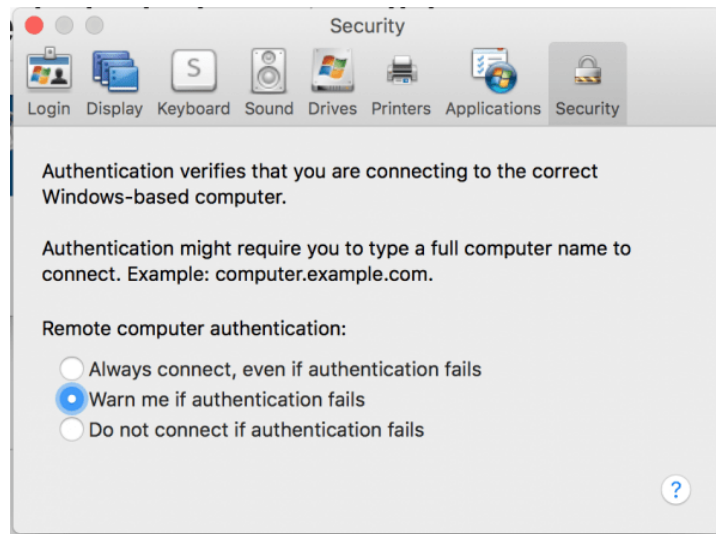 Security
S
Login Display Keyboard Sound Drives Printers Applications Security
Authentication verifies that you are connecting to the correct
Windows-based computer.
Authentication might require you to type a full computer name to
connect. Example: computer.example.com.
Remote computer authentication:
Always connect, even if authentication fails
Warn me if authentication fails
Do not connect if authentication fails
?